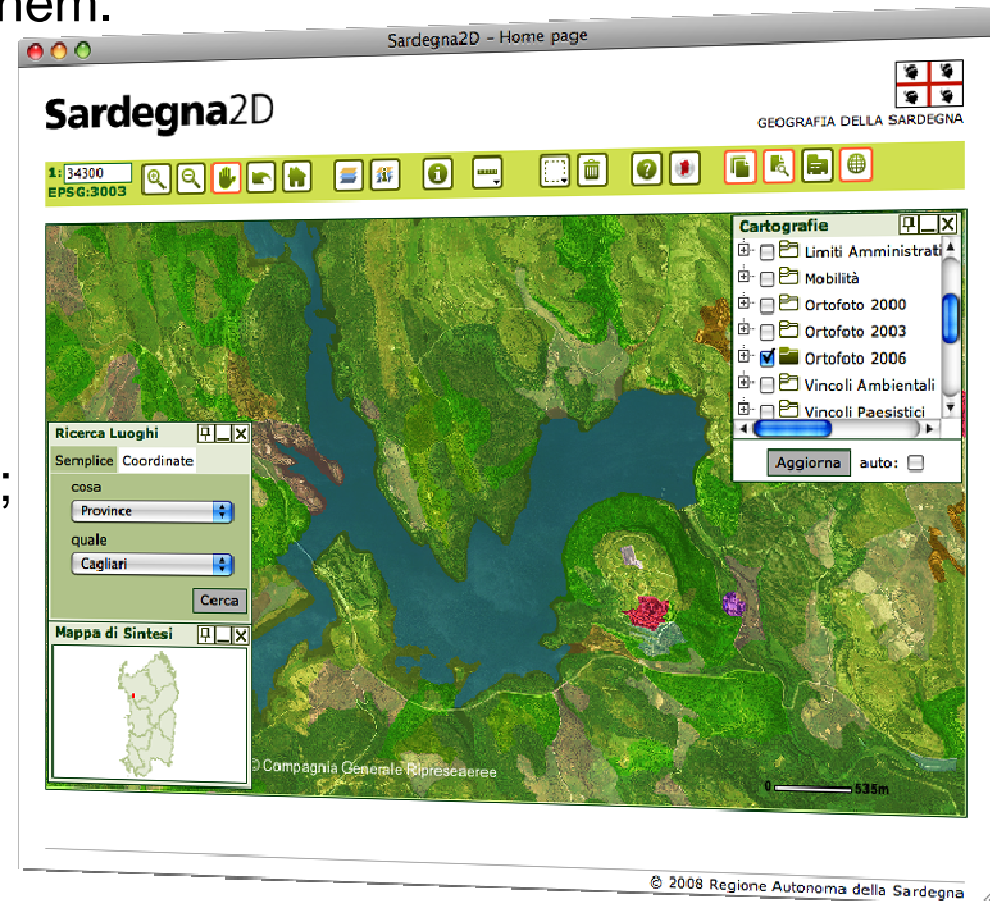 hem.
Sardegna2D - Home page
Sardegna2D
GEOGRAFIA DELLA SARDEGNA
1: 34300
EPSG:3003
Cartografie
Limiti Amministrati
Mobilità
Ortofoto 2000
Ortofoto 2003
Ortofoto 2006
Vincoli Ambientali
Vincoli Paesistici
Aggiorna auto:
Ricerca Luoghi
Semplice Coordinate
;
cosa
Province
quale
Cagliari
Cerca
Mappa di Sintesi
© Compagnia Generale Ripreseaeree
0 535m
© 2008 Regione Autonoma della Sardegna